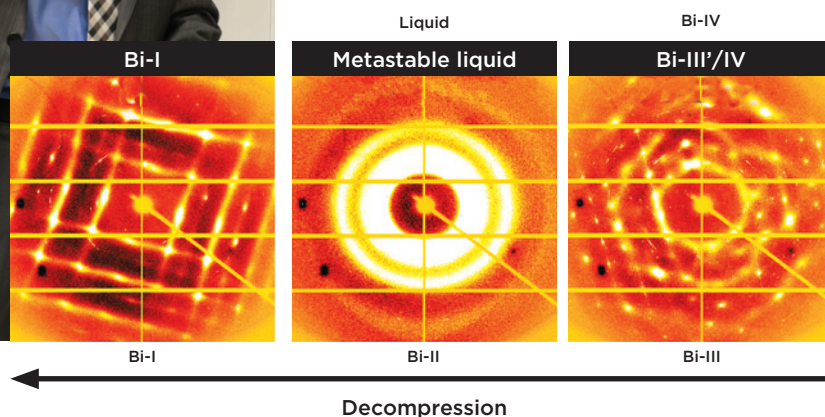 Liquid
Bi-IV
Bi-I
Metastable liquid
Bi-III'/IV
Bi-I
Bi-II
Bi-III
Decompression